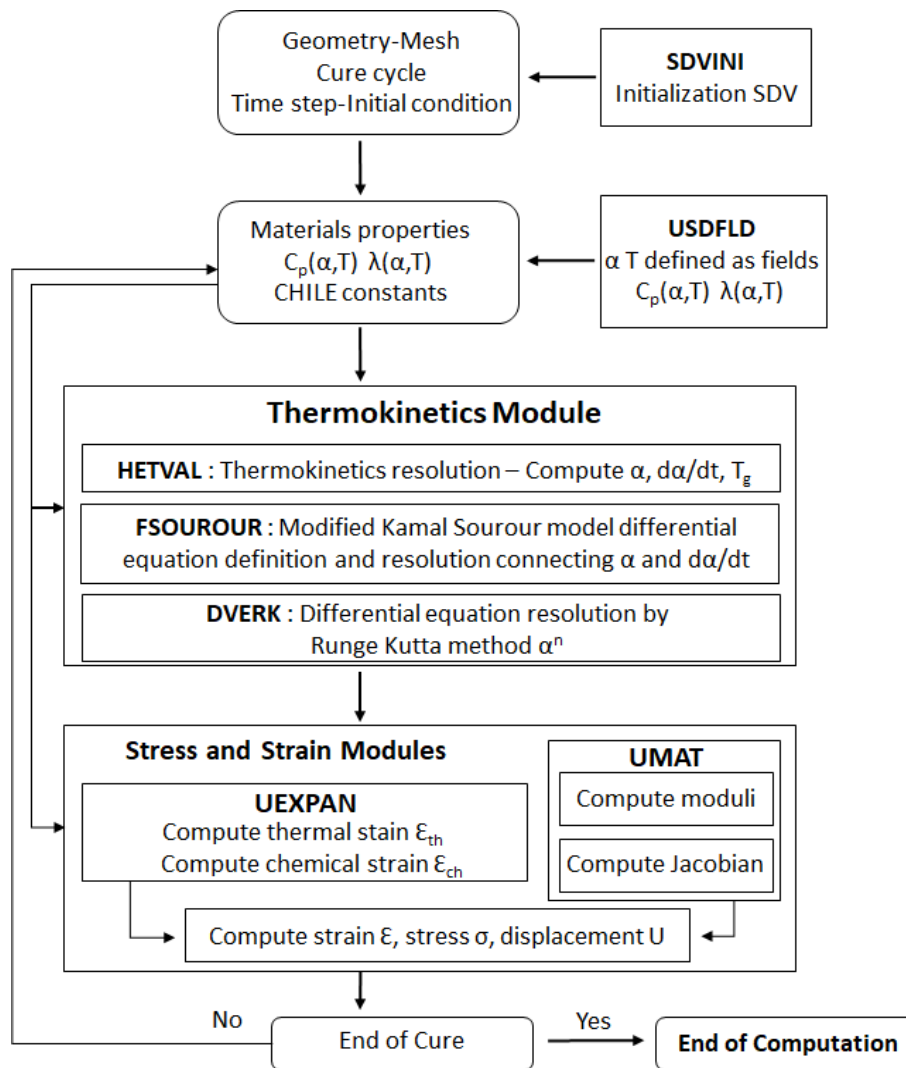 Geometry-Mesh
Cure cycle
Time step-Initial condition
SDVINI
Initialization SDV
Materials properties
Cp(α,T) λ(α,T)
CHILE constants
USDFLD
α T defined as fields
Cp(α,T) λ(α,T)
Thermokinetics Module
HETVAL : Thermokinetics resolution – Compute α, dα/dt, Tg
FSOUROUR : Modified Kamal Sourour model differential
equation definition and resolution connecting α and dα/dt
DVERK : Differential equation resolution by
Runge Kutta method αⁿ
Stress and Strain Modules
UEXPAN
Compute thermal stain Ɛth
Compute chemical strain Ɛch
UMAT
Compute moduli
Compute Jacobian
Compute strain Ɛ, stress σ, displacement U
No
End of Cure
Yes
End of Computation